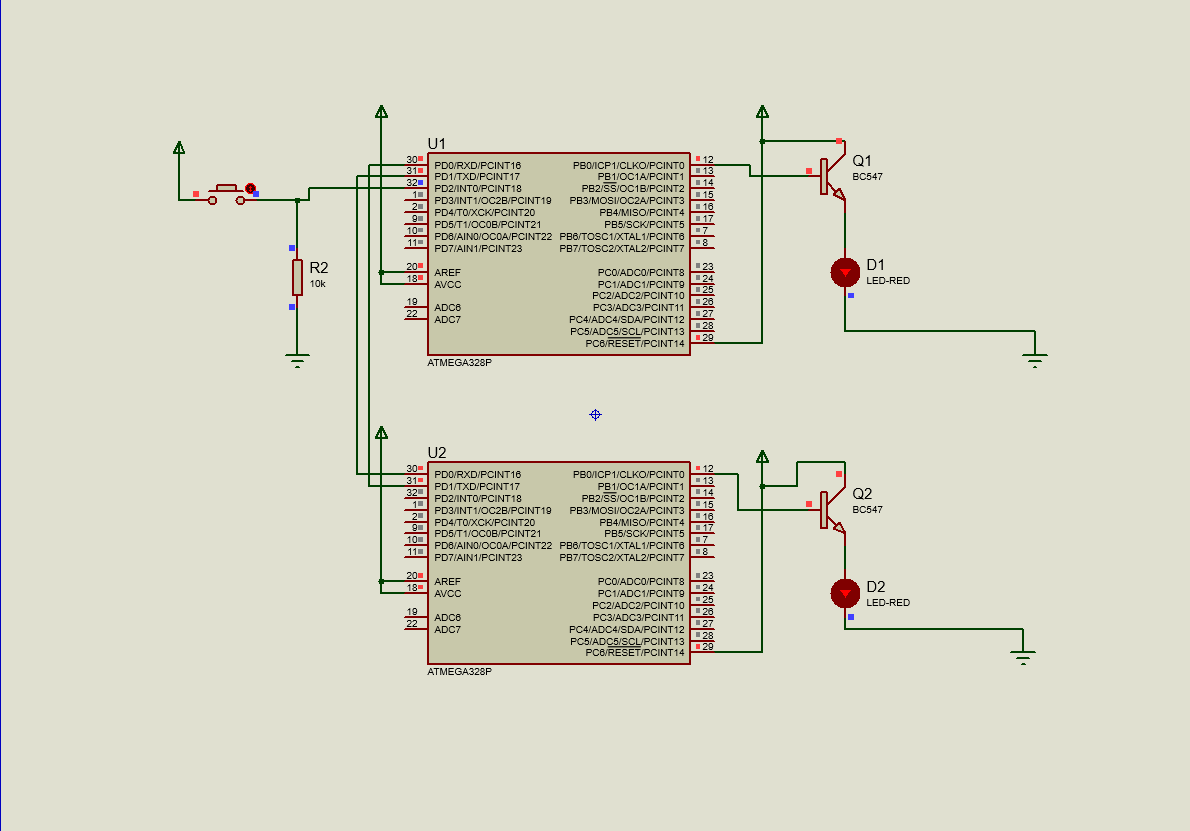 U1
30 PD0/RXD/PCINT16 PB0/ICP1/CLKO/PCINT0 12
31 PD1/TXD/PCINT17 PB1/OC1A/PCINT1 13
32 PD2/INT0/PCINT18 PB2/SS/OC1B/PCINT2 14
1 PD3/INT1/OC2B/PCINT19 PB3/MOSI/OC2A/PCINT3 15
2 PD4/T0/XCK/PCINT20 PB4/MISO/PCINT4 16
9 PD5/T1/OC0B/PCINT21 PB5/SCK/PCINT5 17
10 PD6/AIN0/OC0A/PCINT22 PB6/TOSC1/XTAL1/PCINT6 7
11 PD7/AIN1/PCINT23 PB7/TOSC2/XTAL2/PCINT7 8
20 AREF PC0/ADC0/PCINT8 23
18 AVCC PC1/ADC1/PCINT9 24
PC2/ADC2/PCINT10 25
19 ADC6 PC3/ADC3/PCINT11 26
22 ADC7 PC4/ADC4/SDA/PCINT12 27
PC5/ADC5/SCL/PCINT13 28
PC6/RESET/PCINT14 29
ATMEGA328P
Q1
BC547
D1
LED-RED
R2
10k
U2
30 PD0/RXD/PCINT16 PB0/ICP1/CLKO/PCINT0 12
31 PD1/TXD/PCINT17 PB1/OC1A/PCINT1 13
32 PD2/INT0/PCINT18 PB2/SS/OC1B/PCINT2 14
1 PD3/INT1/OC2B/PCINT19 PB3/MOSI/OC2A/PCINT3 15
2 PD4/T0/XCK/PCINT20 PB4/MISO/PCINT4 16
9 PD5/T1/OC0B/PCINT21 PB5/SCK/PCINT5 17
10 PD6/AIN0/OC0A/PCINT22 PB6/TOSC1/XTAL1/PCINT6 7
11 PD7/AIN1/PCINT23 PB7/TOSC2/XTAL2/PCINT7 8
20 AREF PC0/ADC0/PCINT8 23
18 AVCC PC1/ADC1/PCINT9 24
PC2/ADC2/PCINT10 25
19 ADC6 PC3/ADC3/PCINT11 26
22 ADC7 PC4/ADC4/SDA/PCINT12 27
PC5/ADC5/SCL/PCINT13 28
PC6/RESET/PCINT14 29
ATMEGA328P
Q2
BC547
D2
LED-RED